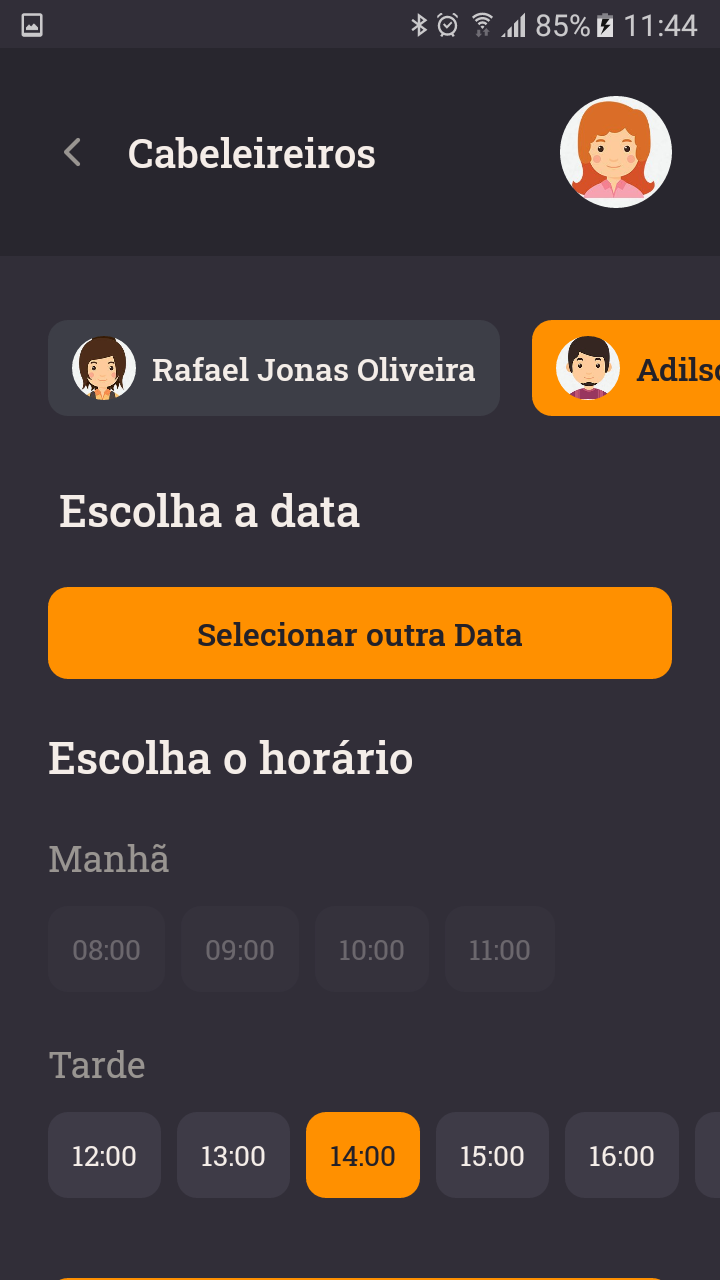 85% 11:44
Cabeleireiros
Rafael Jonas Oliveira
Escolha a data
Selecionar outra Data
Escolha o horário
Manhã
08:00 09:00 10:00 11:00
Tarde
12:00 13:00 14:00 15:00 16:00